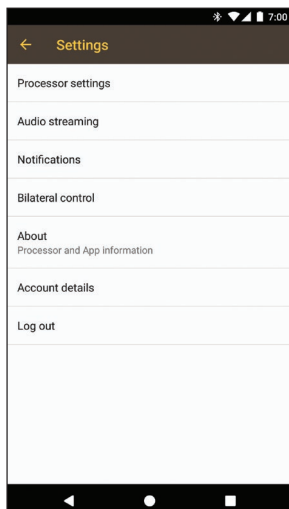 7:00
Settings
Processor settings
Audio streaming
Notifications
Bilateral control
About
Processor and App information
Account details
Log out